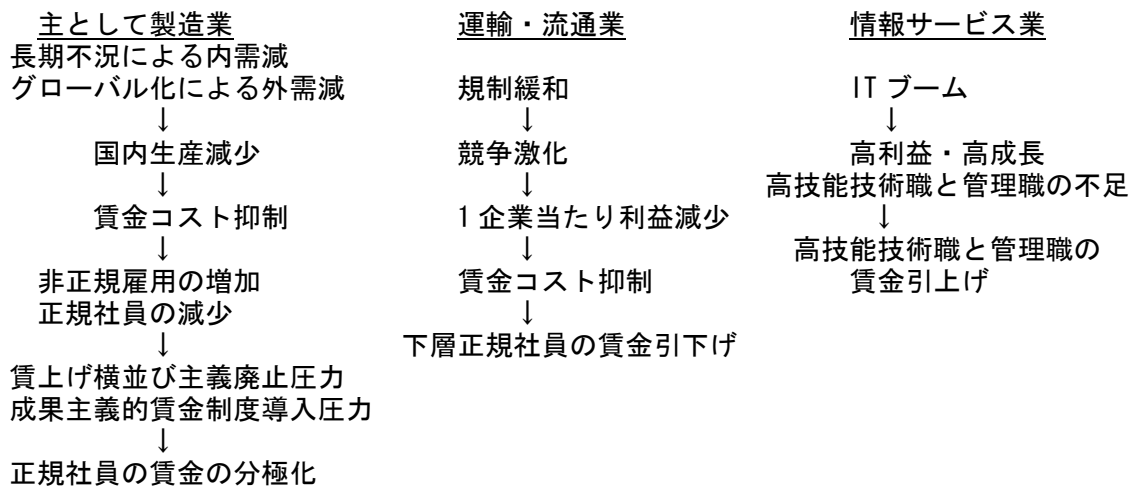 主として製造業
長期不況による内需減
グローバル化による外需減
↓
国内生産減少
↓
賃金コスト抑制
↓
非正規雇用の増加
正規社員の減少
↓
賃上げ横並び主義廃止圧力
成果主義的賃金制度導入圧力
↓
正規社員の賃金の分極化
運輸・流通業
規制緩和
↓
競争激化
↓
1企業当たり利益減少
↓
賃金コスト抑制
↓
下層正規社員の賃金引下げ
情報サービス業
ITブーム
↓
高利益・高成長
高技能技術職と管理職の不足
↓
高技能技術職と管理職の
賃金引上げ